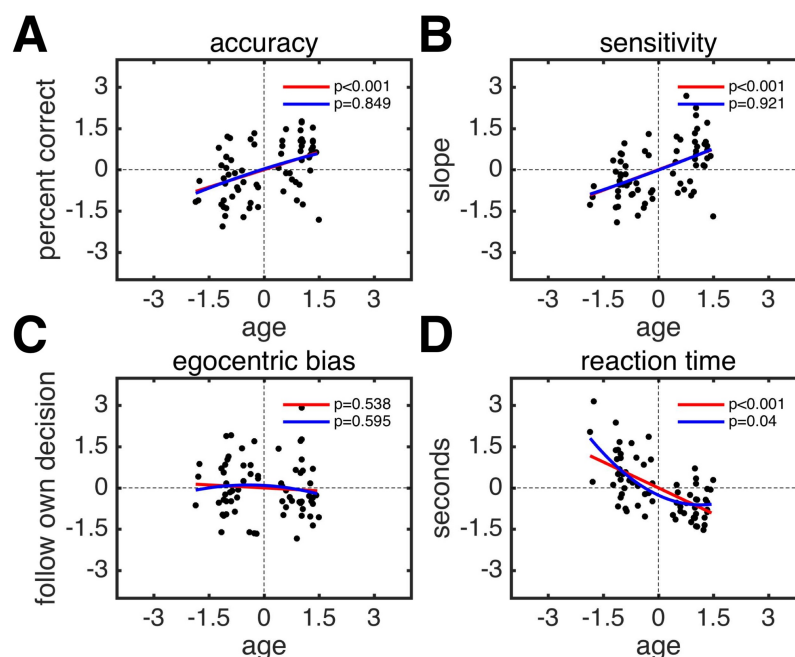 A
accuracy
p<0.001
p=0.849
percent correct
3
1.5
0
-1.5
-3
-3 -1.5 0 1.5 3
age
B
sensitivity
p<0.001
p=0.921
slope
3
1.5
0
-1.5
-3
-3 -1.5 0 1.5 3
age
C
egocentric bias
p=0.538
p=0.595
follow own decision
3
1.5
0
-1.5
-3
-3 -1.5 0 1.5 3
age
D
reaction time
p<0.001
p=0.04
seconds
3
1.5
0
-1.5
-3
-3 -1.5 0 1.5 3
age